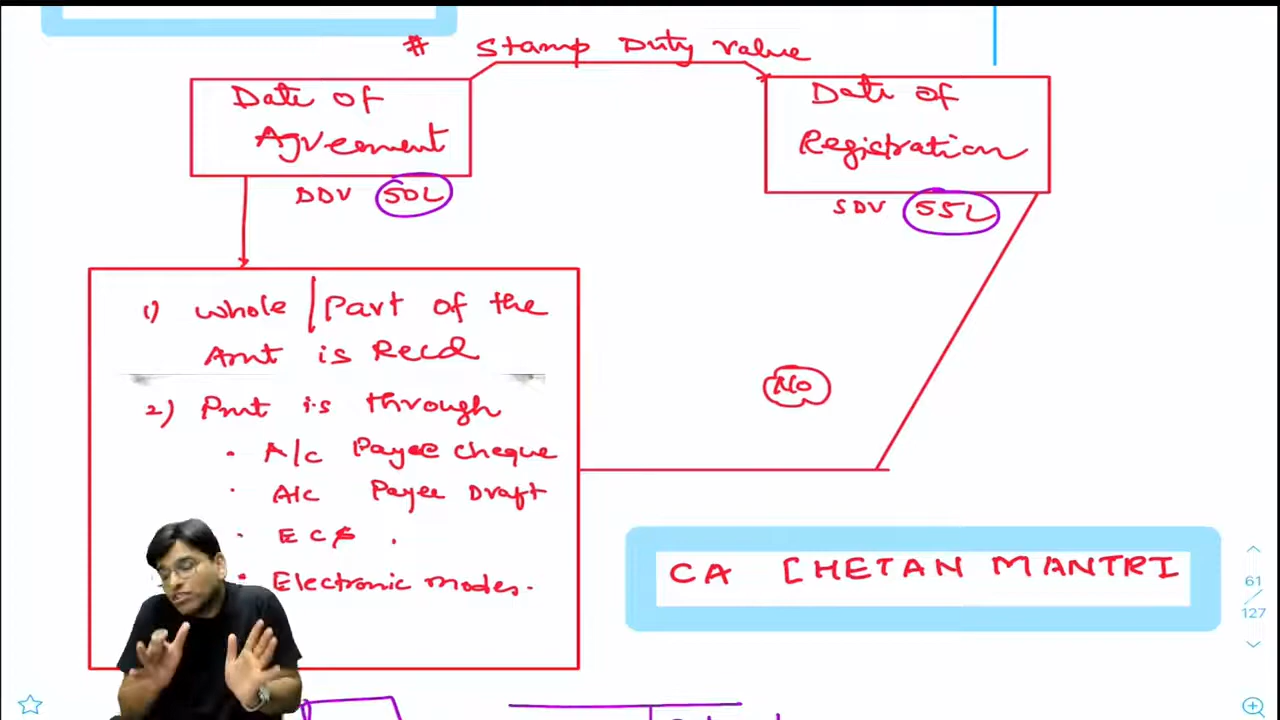 # Stamp Duty Value
Date of
Agreement
DDV 50L
Date of
Registration
SDV 55L
1) whole / Part of the
Amt is Recd
2) Pmt is through
. A/c Payee cheque
. A/c Payee Draft
. ECS .
. Electronic modes.
No
CA CHETAN MANTRI
61
127